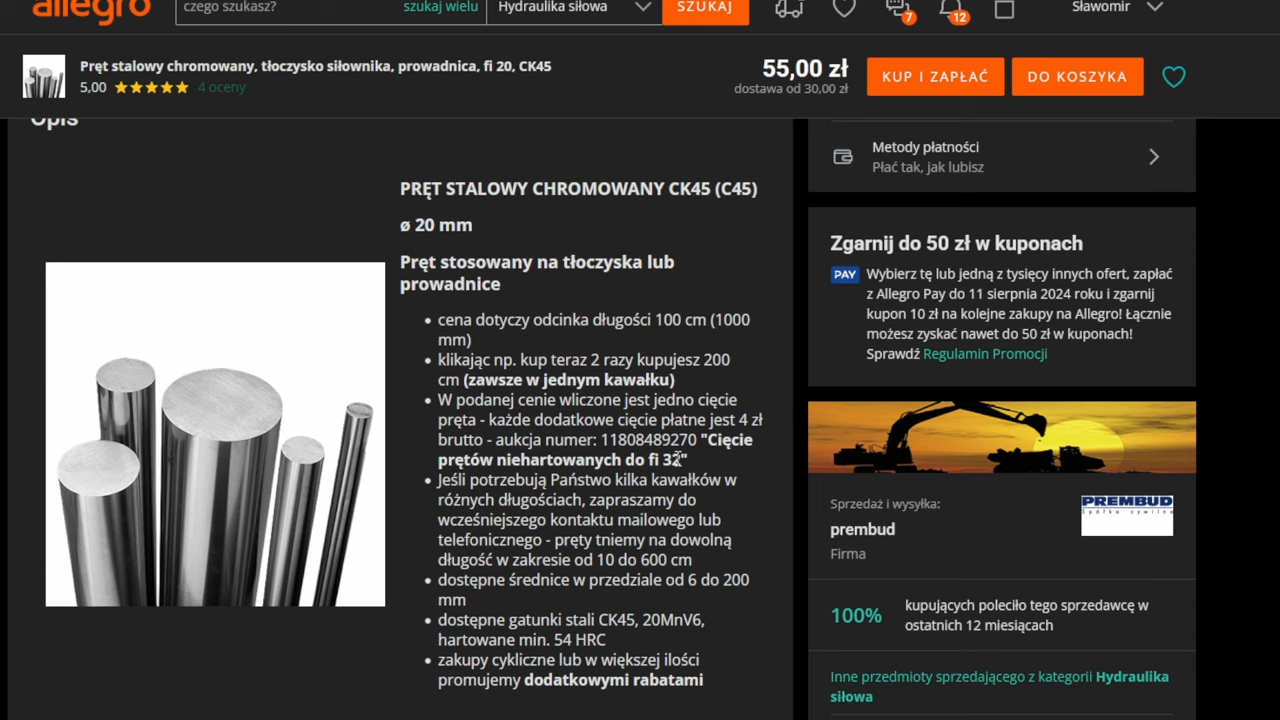 allegro
czego szukasz?
szukaj wielu
Hydraulika siłowa
SZUKAJ
7
12
Sławomir
Pręt stalowy chromowany, tłoczysko siłownika, prowadnica, fi 20, CK45
5,00
4 oceny
55,00 zł
dostawa od 30,00 zł
KUP I ZAPŁAĆ
DO KOSZYKA
Opis
PRĘT STALOWY CHROMOWANY CK45 (C45)
ø 20 mm
Pręt stosowany na tłoczyska lub
prowadnice
• cena dotyczy odcinka długości 100 cm (1000
mm)
• klikając np. kup teraz 2 razy kupujesz 200
cm (zawsze w jednym kawałku)
• W podanej cenie wliczone jest jedno cięcie
pręta - każde dodatkowe cięcie płatne jest 4 zł
brutto - aukcja numer: 11808489270 "Cięcie
prętów niehartowanych do fi 32"
• Jeśli potrzebują Państwo kilka kawałków w
różnych długościach, zapraszamy do
wcześniejszego kontaktu mailowego lub
telefonicznego - pręty tniemy na dowolną
długość w zakresie od 10 do 600 cm
• dostępne średnice w przedziale od 6 do 200
mm
• dostępne gatunki stali CK45, 20MnV6,
hartowane min. 54 HRC
• zakupy cykliczne lub w większej ilości
promujemy dodatkowymi rabatami
Metody płatności
Płać tak, jak lubisz
Zgarnij do 50 zł w kuponach
PAY
Wybierz tę lub jedną z tysięcy innych ofert, zapłać
z Allegro Pay do 11 sierpnia 2024 roku i zgarnij
kupon 10 zł na kolejne zakupy na Allegro! Łącznie
możesz zyskać nawet do 50 zł w kuponach!
Sprawdź Regulamin Promocji
Sprzedaż i wysyłka:
prembud
Firma
PREMBUD
Spółka cywilna
100%
kupujących poleciło tego sprzedawcę w
ostatnich 12 miesiącach
Inne przedmioty sprzedającego z kategorii Hydraulika
siłowa